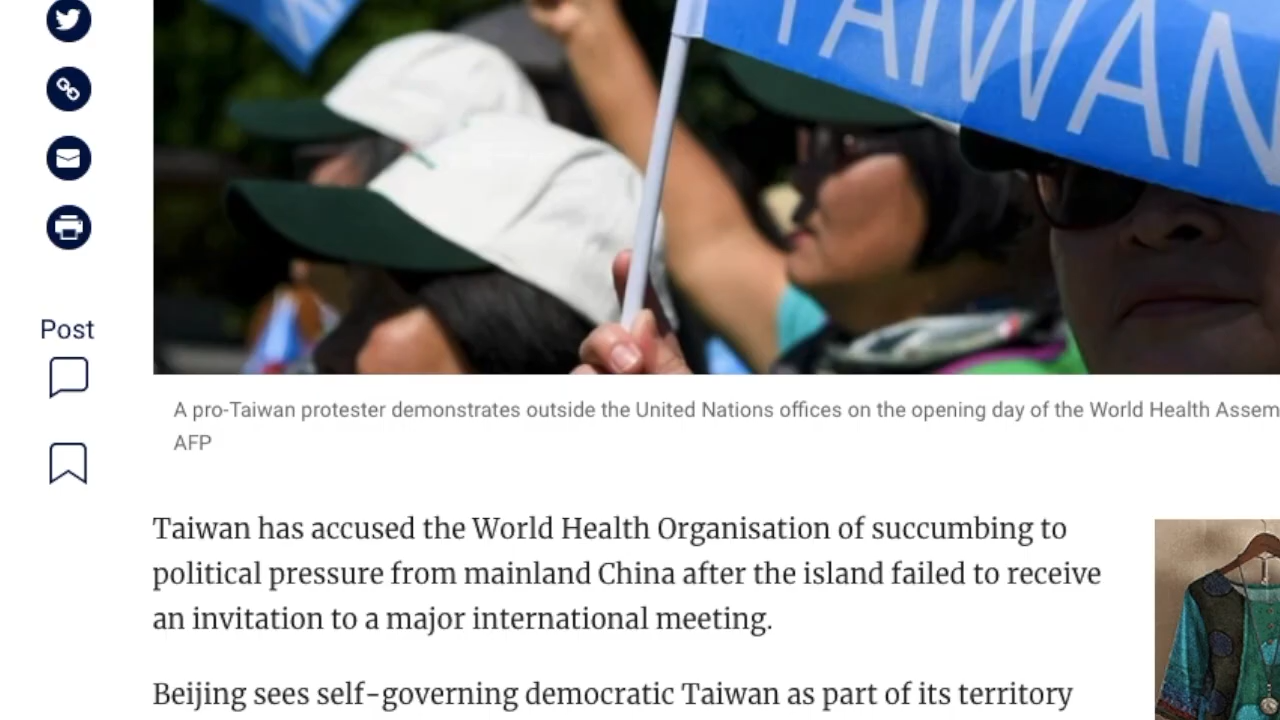 TAIWAN
A pro-Taiwan protester demonstrates outside the United Nations offices on the opening day of the World Health Assem
AFP
Post
Taiwan has accused the World Health Organisation of succumbing to
political pressure from mainland China after the island failed to receive
an invitation to a major international meeting.
Beijing sees self-governing democratic Taiwan as part of its territory